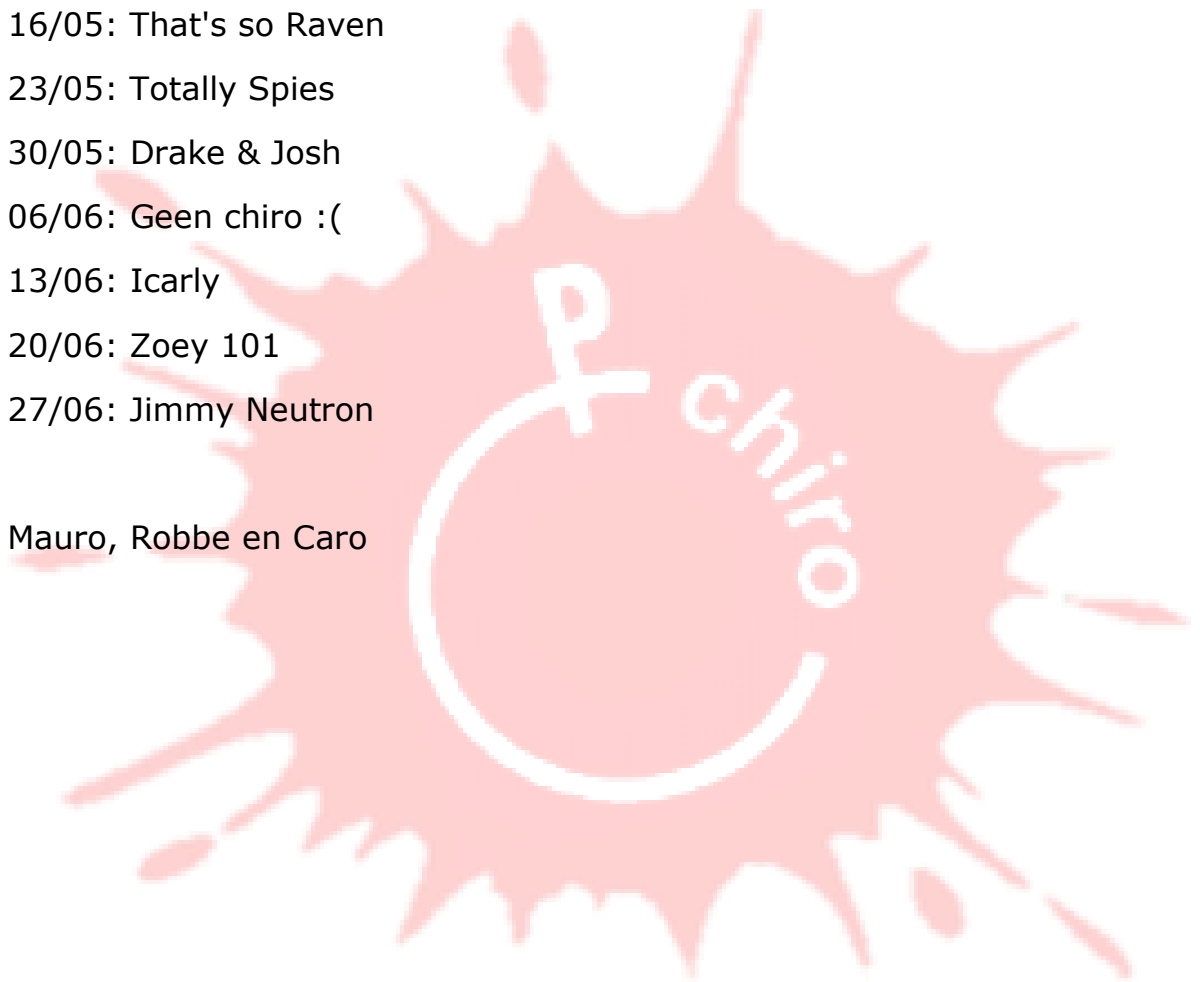 16/05: That's so Raven
23/05: Totally Spies
30/05: Drake & Josh
06/06: Geen chiro :(
13/06: Icarly
20/06: Zoey 101
27/06: Jimmy Neutron
Mauro, Robbe en Caro
chiro